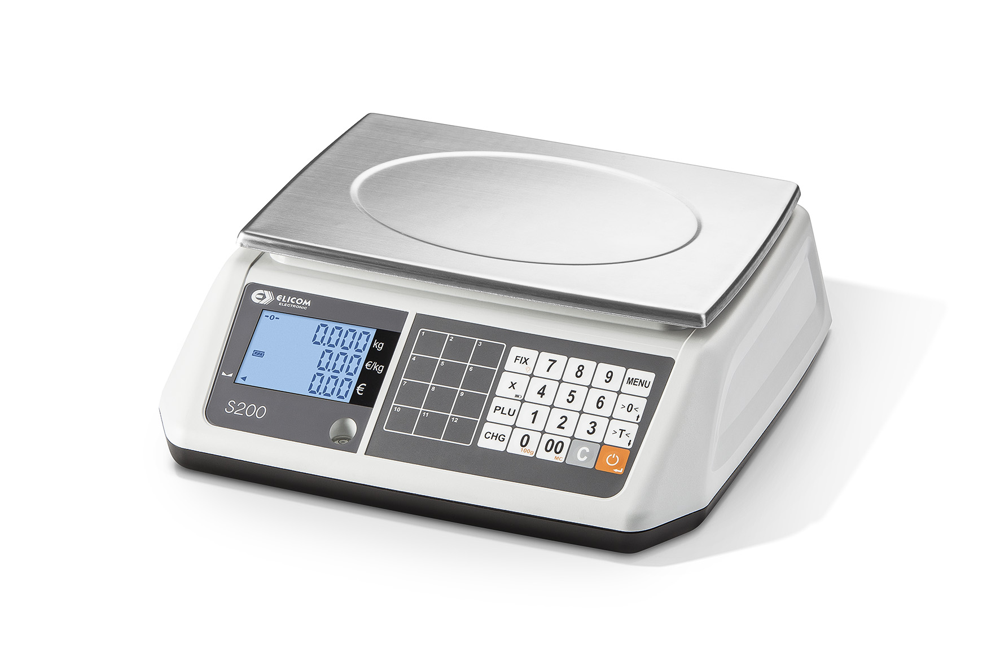 ELICOM
ELECTRONIC
-0-
0.000 kg
0.00 €/kg
0.00 €
S200
1 2 3
4 5 6
7 8 9
10 11 12
FIX 7 8 9 MENU
X 4 5 6 >0<
PLU 1 2 3 >T<
CHG 0 00 C
100g MC